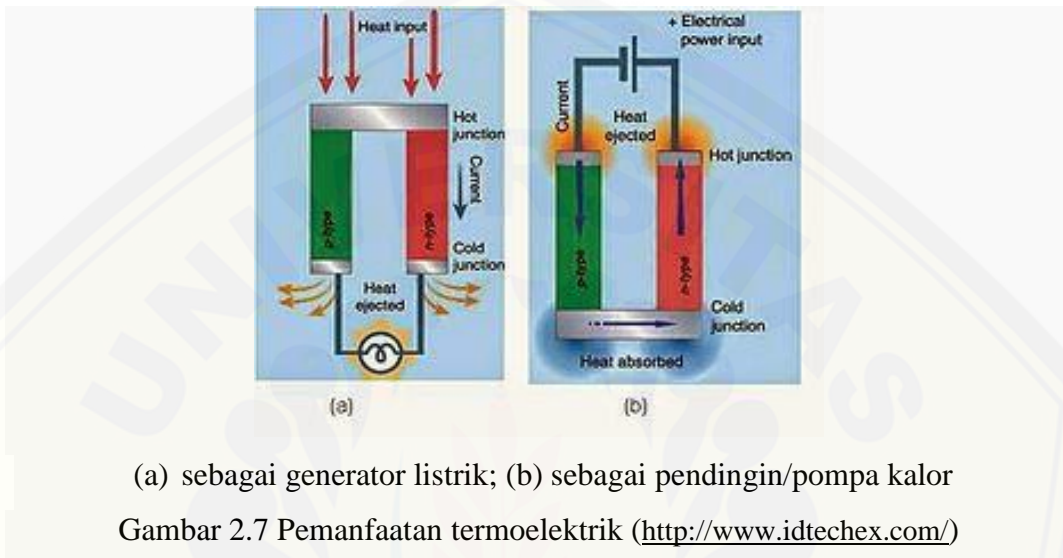 Heat input
Hot
junction
Current
p-type
n-type
Cold
junction
Heat
ejected
(a)
+ Electrical
power input
Current
Heat
ejected
Hot junction
p-type
n-type
Cold
junction
Heat absorbed
(b)
UNIVERSITAS
(a) sebagai generator listrik; (b) sebagai pendingin/pompa kalor
Gambar 2.7 Pemanfaatan termoelektrik (http://www.idtechex.com/)